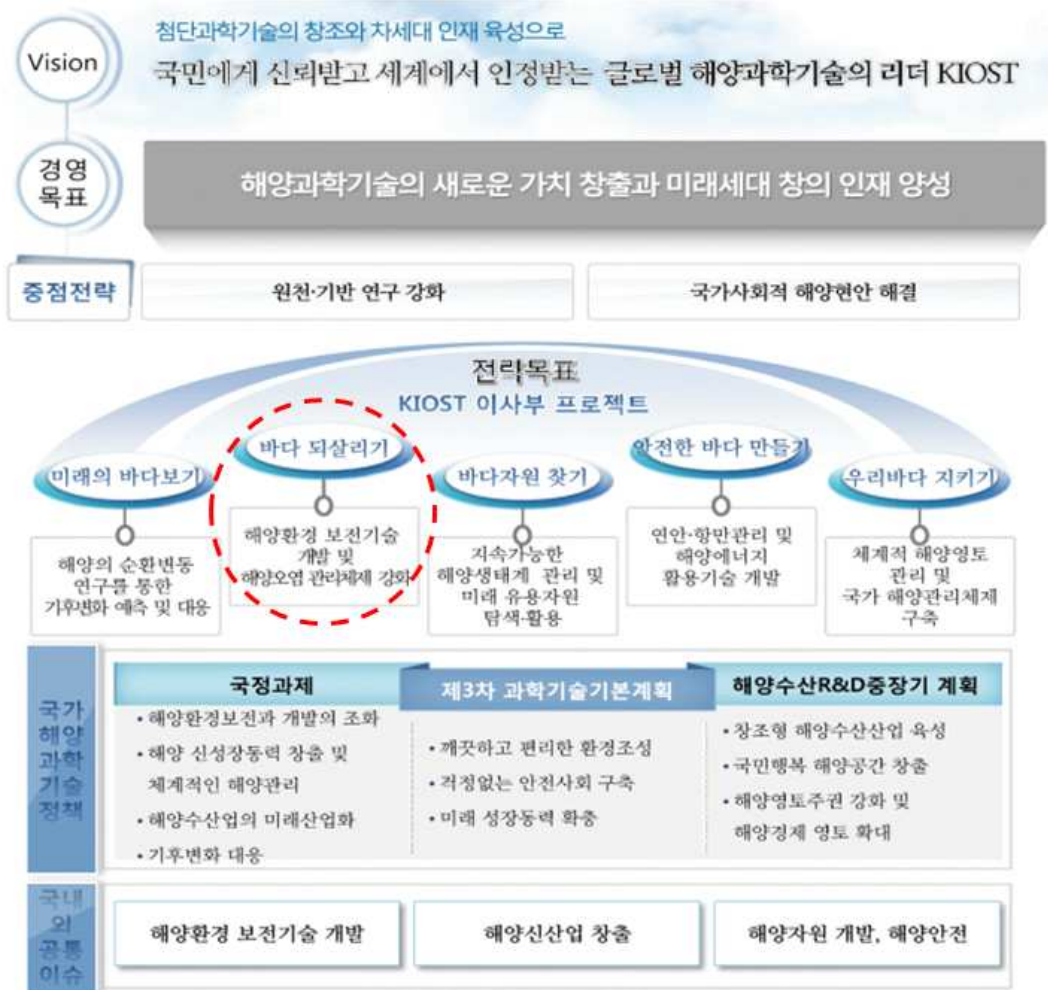 Vision
첨단과학기술의 창조와 차세대 인재 육성으로
국민에게 신뢰받고 세계에서 인정받는 글로벌 해양과학기술의 리더 KIOST
경영
목표
해양과학기술의 새로운 가치 창출과 미래세대 창의 인재 양성
중점전략
원천·기반 연구 강화
국가사회적 해양현안 해결
전략목표
KIOST 이사부 프로젝트
미래의 바다보기
해양의 순환변동
연구를 통한
기후변화 예측 및 대응
바다 되살리기
해양환경 보전기술
개발 및
해양오염 관리체제 강화
바다자원 찾기
지속가능한
해양생태계 관리 및
미래 유용자원
탐색·활용
안전한 바다 만들기
연안·항만관리 및
해양에너지
활용기술 개발
우리바다 지키기
체계적 해양영토
관리 및
국가 해양관리체제
구축
국가
해양
과학
기술
정책
국정과제
• 해양환경보전과 개발의 조화
• 해양 신성장동력 창출 및
체계적인 해양관리
• 해양수산업의 미래산업화
• 기후변화 대응
제3차 과학기술기본계획
• 깨끗하고 편리한 환경조성
• 걱정없는 안전사회 구축
• 미래 성장동력 확충
해양수산R&D중장기 계획
• 창조형 해양수산산업 육성
• 국민행복 해양공간 창출
• 해양영토주권 강화 및
해양경제 영토 확대
국내
외
공통
이슈
해양환경 보전기술 개발
해양신산업 창출
해양자원 개발, 해양안전